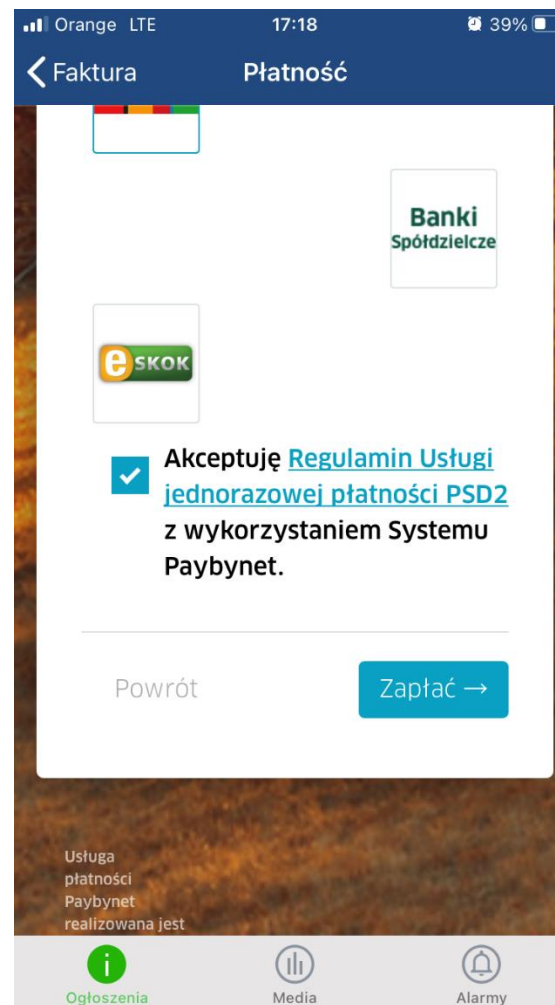 Orange LTE 17:18 39%
Faktura Płatność
Banki
Spółdzielcze
e SKOK
Akceptuję Regulamin Usługi
jednorazowej płatności PSD2
z wykorzystaniem Systemu
Paybynet.
Powrót Zapłać →
Usługa
płatności
Paybynet
realizowana jest
Ogłoszenia Media Alarmy